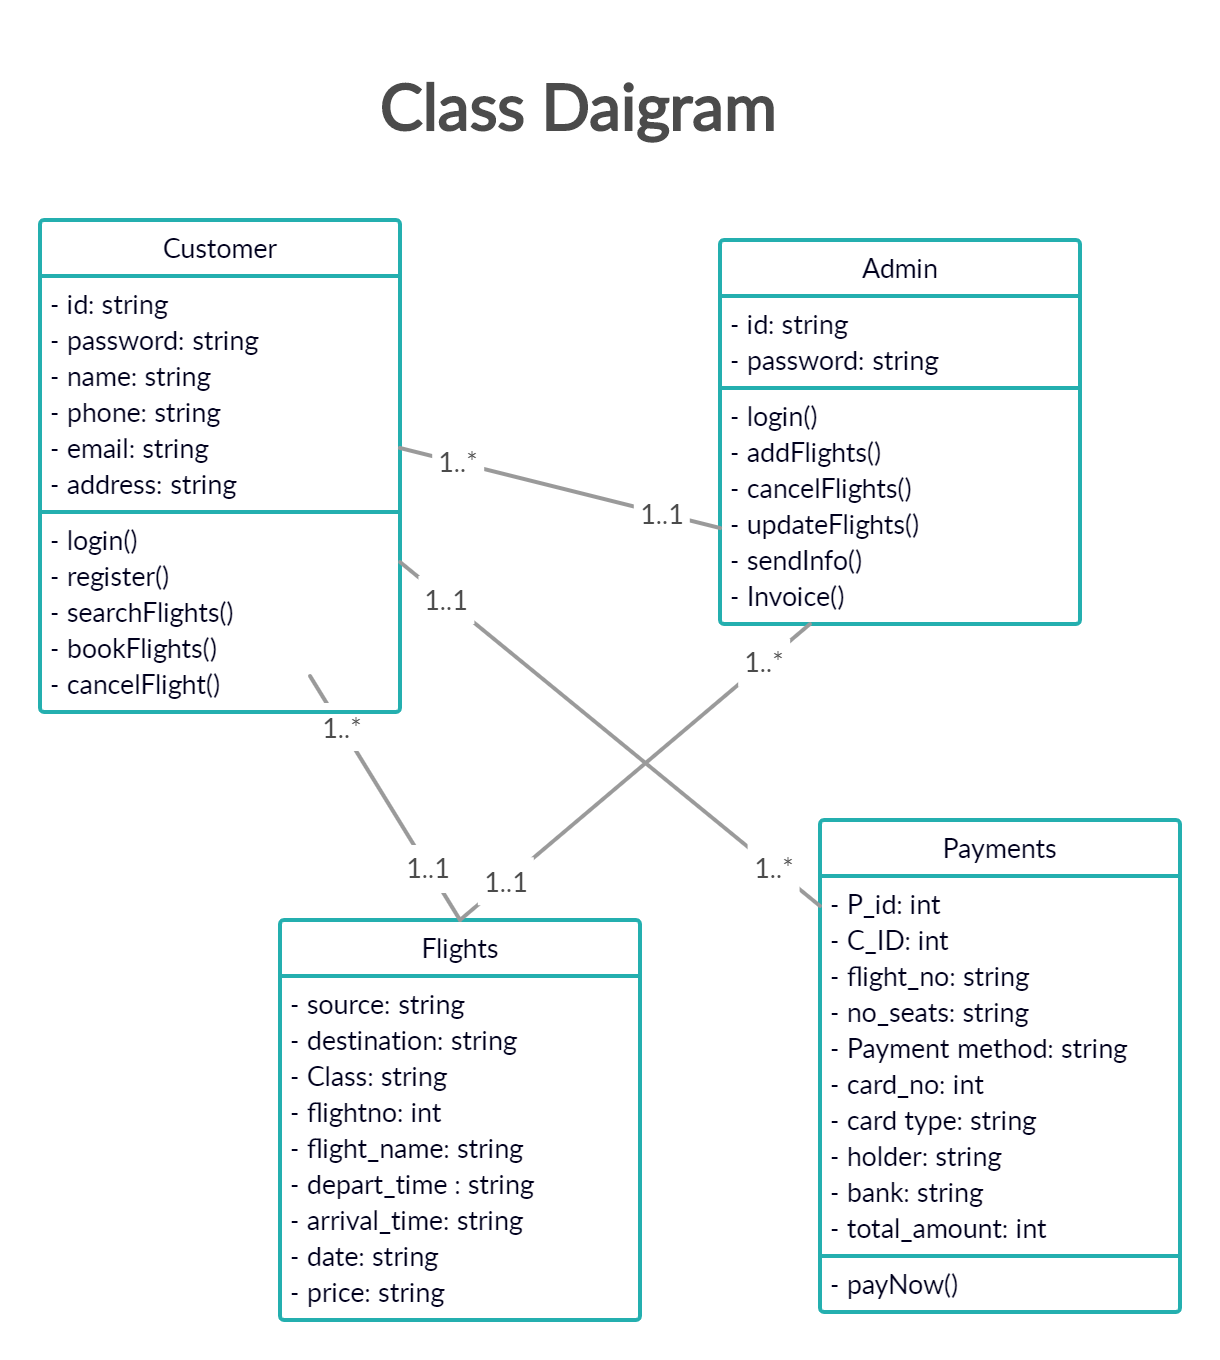 Class Daigram
Customer
- id: string
- password: string
- name: string
- phone: string
- email: string
- address: string
- login()
- register()
- searchFlights()
- bookFlights()
- cancelFlight()
Admin
- id: string
- password: string
- login()
- addFlights()
- cancelFlights()
- updateFlights()
- sendInfo()
- Invoice()
1..*
1..1
1..1
1..*
1..*
1..1
1..1
1..*
Flights
- source: string
- destination: string
- Class: string
- flightno: int
- flight_name: string
- depart_time : string
- arrival_time: string
- date: string
- price: string
Payments
- P_id: int
- C_ID: int
- flight_no: string
- no_seats: string
- Payment method: string
- card_no: int
- card type: string
- holder: string
- bank: string
- total_amount: int
- payNow()